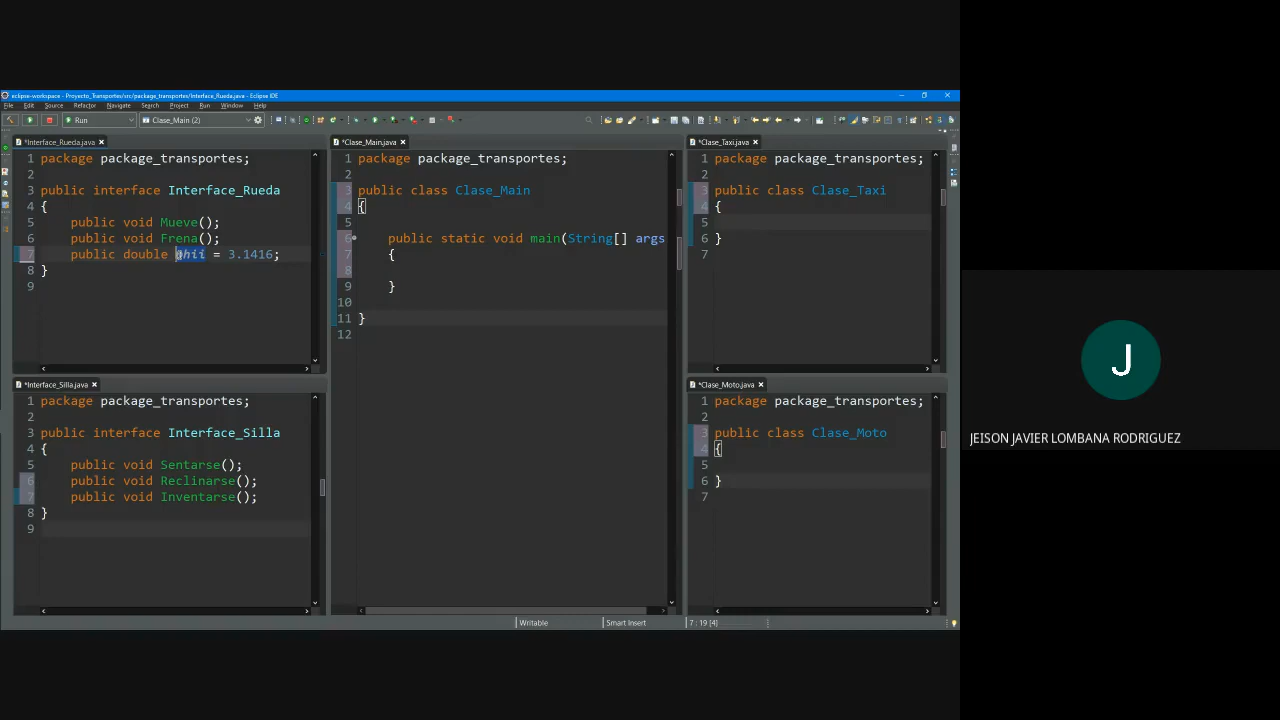 eclipse-workspace - Proyecto_Transportes/src/package_transportes/Interface_Rueda.java - Eclipse IDE
File Edit Source Refactor Navigate Search Project Run Window Help
Run
Clase_Main (2)
*Interface_Rueda.java
1 package package_transportes;
2
3 public interface Interface_Rueda
4 {
5 public void Mueve();
6 public void Frena();
7 public double = 3.1416;
8 }
9
*Interface_Silla.java
1 package package_transportes;
2
3 public interface Interface_Silla
4 {
5 public void Sentarse();
6 public void Reclinarse();
7 public void Inventarse();
8 }
9
*Clase_Main.java
1 package package_transportes;
2
3 public class Clase_Main
4 {
5
6 public static void main(String[] args
7 {
8
9 }
10
11 }
12
*Clase_Taxi.java
1 package package_transportes;
2
3 public class Clase_Taxi
4 {
5
6 }
7
*Clase_Moto.java
1 package package_transportes;
2
3 public class Clase_Moto
4 {
5
6 }
7
Writable
Smart Insert
7 : 19 [4]
J
JEISON JAVIER LOMBANA RODRIGUEZ